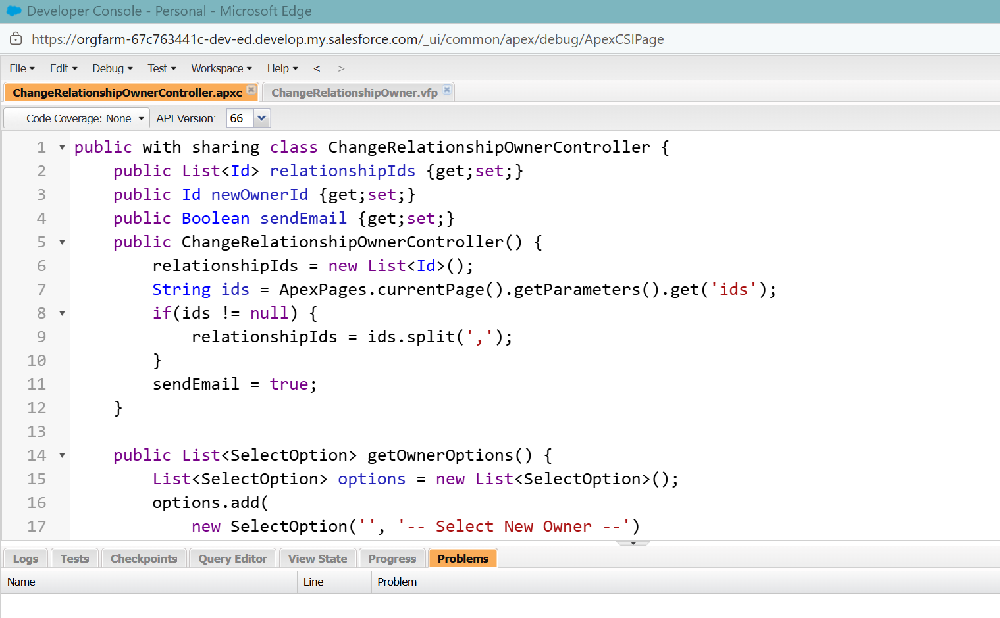 Developer Console - Personal - Microsoft Edge
https://orgfarm-67c763441c-dev-ed.develop.my.salesforce.com/_ui/common/apex/debug/ApexCSIPage
File Edit Debug Test Workspace Help < >
ChangeRelationshipOwnerController.apxc ChangeRelationshipOwner.vfp
Code Coverage: None API Version: 66
1 public with sharing class ChangeRelationshipOwnerController {
2 public List<Id> relationshipIds {get;set;}
3 public Id newOwnerId {get;set;}
4 public Boolean sendEmail {get;set;}
5 public ChangeRelationshipOwnerController() {
6 relationshipIds = new List<Id>();
7 String ids = ApexPages.currentPage().getParameters().get('ids');
8 if(ids != null) {
9 relationshipIds = ids.split(',');
10 }
11 sendEmail = true;
12 }
13
14 public List<SelectOption> getOwnerOptions() {
15 List<SelectOption> options = new List<SelectOption>();
16 options.add(
17 new SelectOption('', '-- Select New Owner --')
Logs Tests Checkpoints Query Editor View State Progress Problems
Name Line Problem